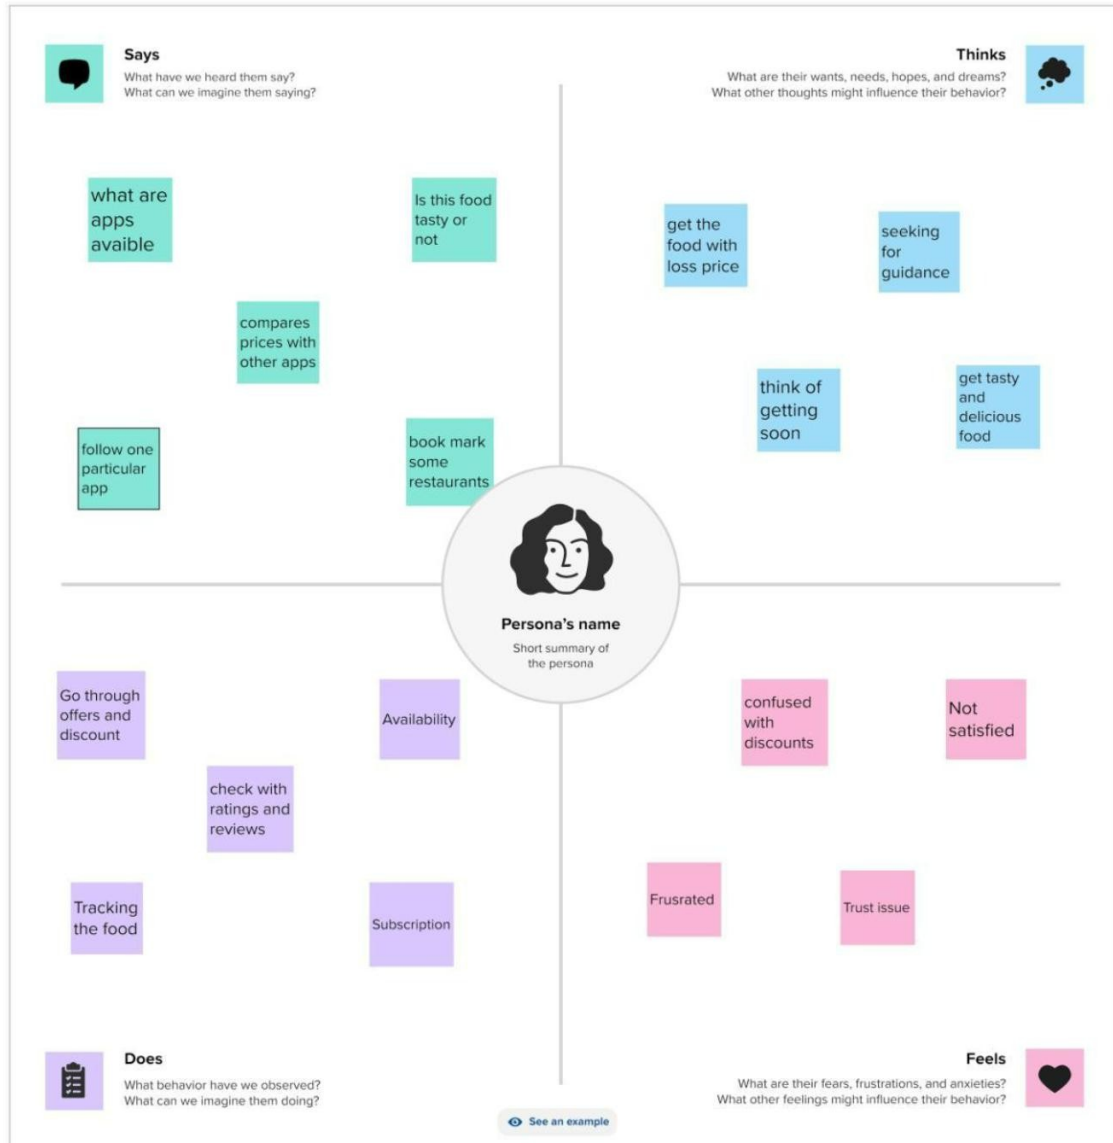 Says
What have we heard them say?
What can we imagine them saying?
Thinks
What are their wants, needs, hopes, and dreams?
What other thoughts might influence their behavior?
what are
apps
avaible
Is this food
tasty or
not
compares
prices with
other apps
follow one
particular
app
book mark
some
restaurants
get the
food with
loss price
seeking
for
guidance
think of
getting
soon
get tasty
and
delicious
food
Persona's name
Short summary of
the persona
Go through
offers and
discount
Availability
check with
ratings and
reviews
Tracking
the food
Subscription
confused
with
discounts
Not
satisfied
Frusrated
Trust issue
Does
What behavior have we observed?
What can we imagine them doing?
Feels
What are their fears, frustrations, and anxieties?
What other feelings might influence their behavior?
See an example